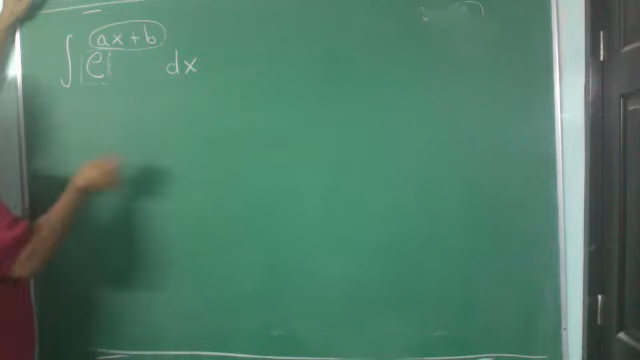 ∫ e^{ax + b} dx